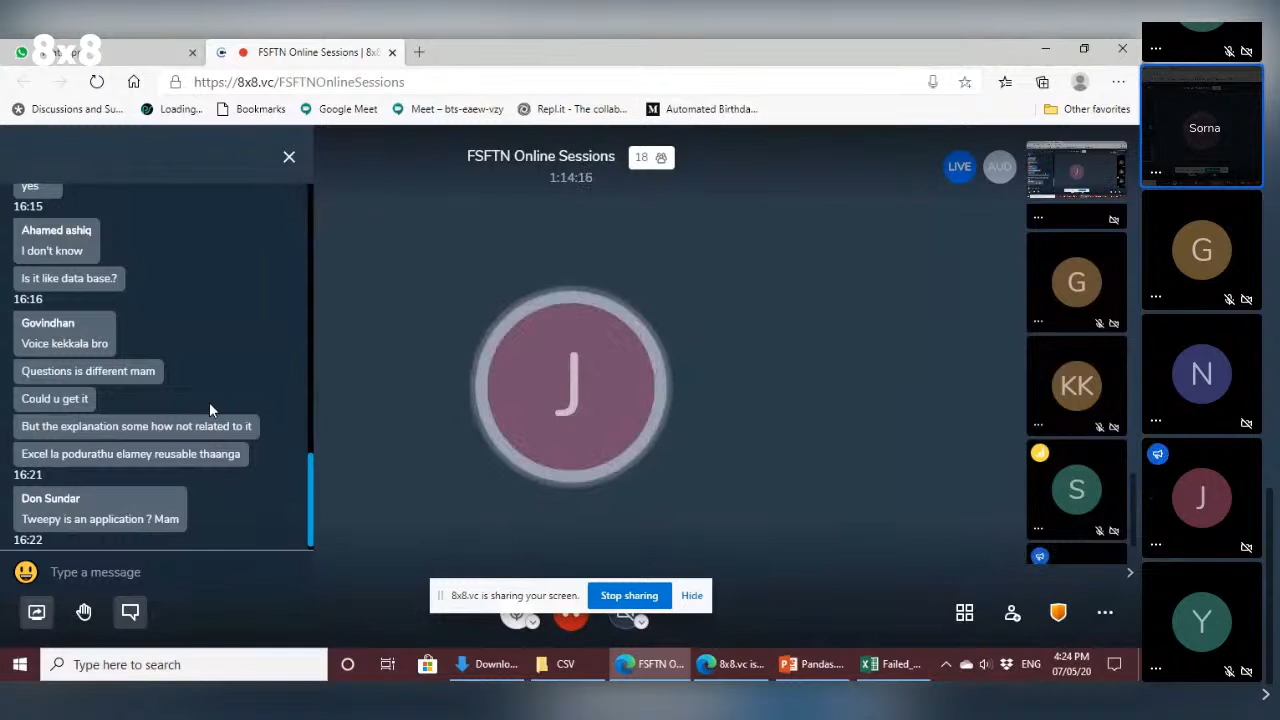 8x8
FSFTN Online Sessions | 8x8
https://8x8.vc/FSFTNOnlineSessions
Discussions and Su...
Loading...
Bookmarks
Google Meet
Meet – bts-eaew-vzy
Repl.it - The collab...
Automated Birthda...
Other favorites
yes
16:15
Ahamed ashiq
I don't know
Is it like data base.?
16:16
Govindhan
Voice kekkala bro
Questions is different mam
Could u get it
But the explanation some how not related to it
Excel la podurathu elamey reusable thaanga
16:21
Don Sundar
Tweepy is an application ? Mam
16:22
Type a message
FSFTN Online Sessions
18
1:14:16
LIVE
AUD
J
G
KK
S
Sorna
G
N
J
Y
8x8.vc is sharing your screen.
Stop sharing
Hide
Type here to search
Downlo...
CSV
FSFTN O...
8x8.vc is...
Pandas....
Failed_...
ENG
4:24 PM
07/05/20